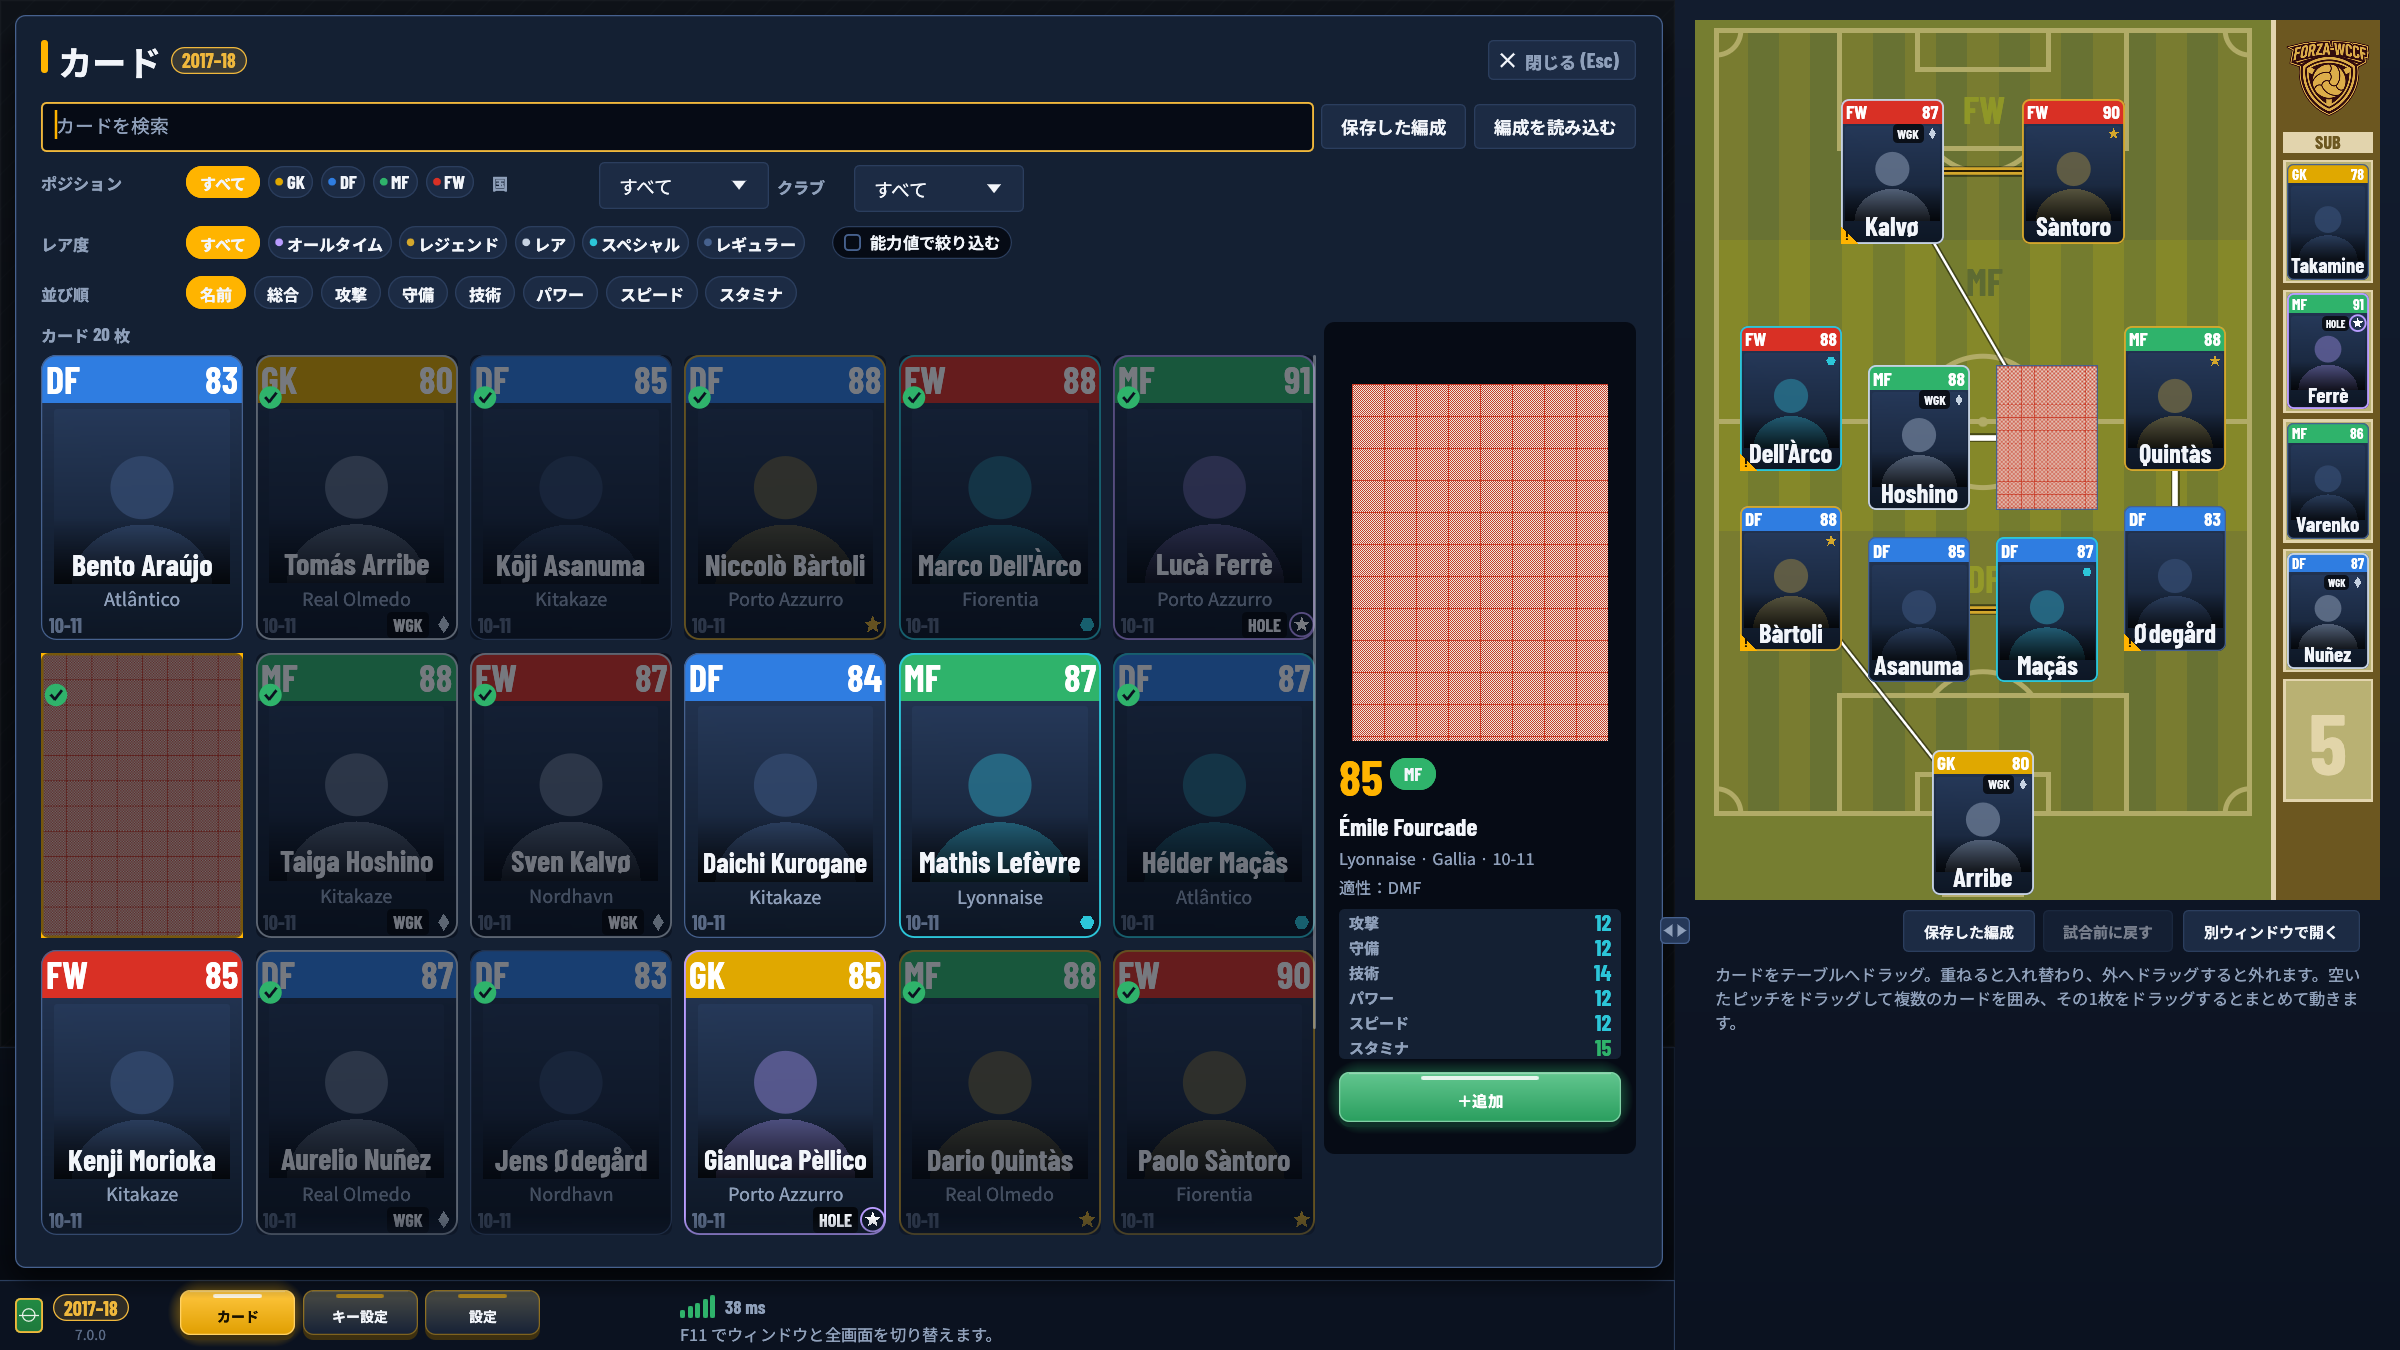 カード 2017-18
✕ 閉じる (Esc)
カードを検索
保存した編成
編成を読み込む
ポジション すべて GK DF MF FW 国 すべて クラブ すべて
レア度 すべて オールタイム レジェンド レア スペシャル レギュラー 能力値で絞り込む
並び順 名前 総合 攻撃 守備 技術 パワー スピード スタミナ
カード 20 枚
DF 83
Bento Araújo
Atlântico
10-11
GK 80
Tomás Arribe
Real Olmedo
10-11 WGK
DF 85
Kōji Asanuma
Kitakaze
10-11
DF 88
Niccolò Bàrtoli
Porto Azzurro
10-11
FW 88
Marco Dell'Àrco
Fiorentia
10-11
MF 91
Lucà Ferrè
Porto Azzurro
10-11 HOLE
MF 88
Taiga Hoshino
Kitakaze
10-11 WGK
FW 87
Sven Kalvø
Nordhavn
10-11 WGK
DF 84
Daichi Kurogane
Kitakaze
10-11
MF 87
Mathis Lefèvre
Lyonnaise
10-11
DF 87
Hélder Maçãs
Atlântico
10-11
FW 85
Kenji Morioka
Kitakaze
10-11
DF 87
Aurelio Nuñez
Real Olmedo
10-11 WGK
DF 83
Jens Ødegård
Nordhavn
10-11
GK 85
Gianluca Pèllico
Porto Azzurro
10-11 HOLE
MF 88
Dario Quintàs
Real Olmedo
10-11
FW 90
Paolo Sàntoro
Fiorentia
10-11
85 MF
Émile Fourcade
Lyonnaise · Gallia · 10-11
適性：DMF
攻撃 12
守備 12
技術 14
パワー 12
スピード 12
スタミナ 15
＋追加
FW
MF
DF
FW 87
WGK
Kalvø
FW 90
Sàntoro
FW 88
Dell'Àrco
MF 88
WGK
Hoshino
MF 88
Quintàs
DF 88
Bàrtoli
DF 85
Asanuma
DF 87
Maçãs
DF 83
Ødegård
GK 80
WGK
Arribe
FORZA-WCCF
SUB
GK 78
Takamine
MF 91
HOLE
Ferrè
MF 86
Varenko
DF 87
WGK
Nuñez
5
保存した編成
試合前に戻す
別ウィンドウで開く
カードをテーブルへドラッグ。重ねると入れ替わり、外へドラッグすると外れます。空い
たピッチをドラッグして複数のカードを囲み、その1枚をドラッグするとまとめて動きま
す。
2017-18
7.0.0
カード
キー設定
設定
38 ms
F11 でウィンドウと全画面を切り替えます。